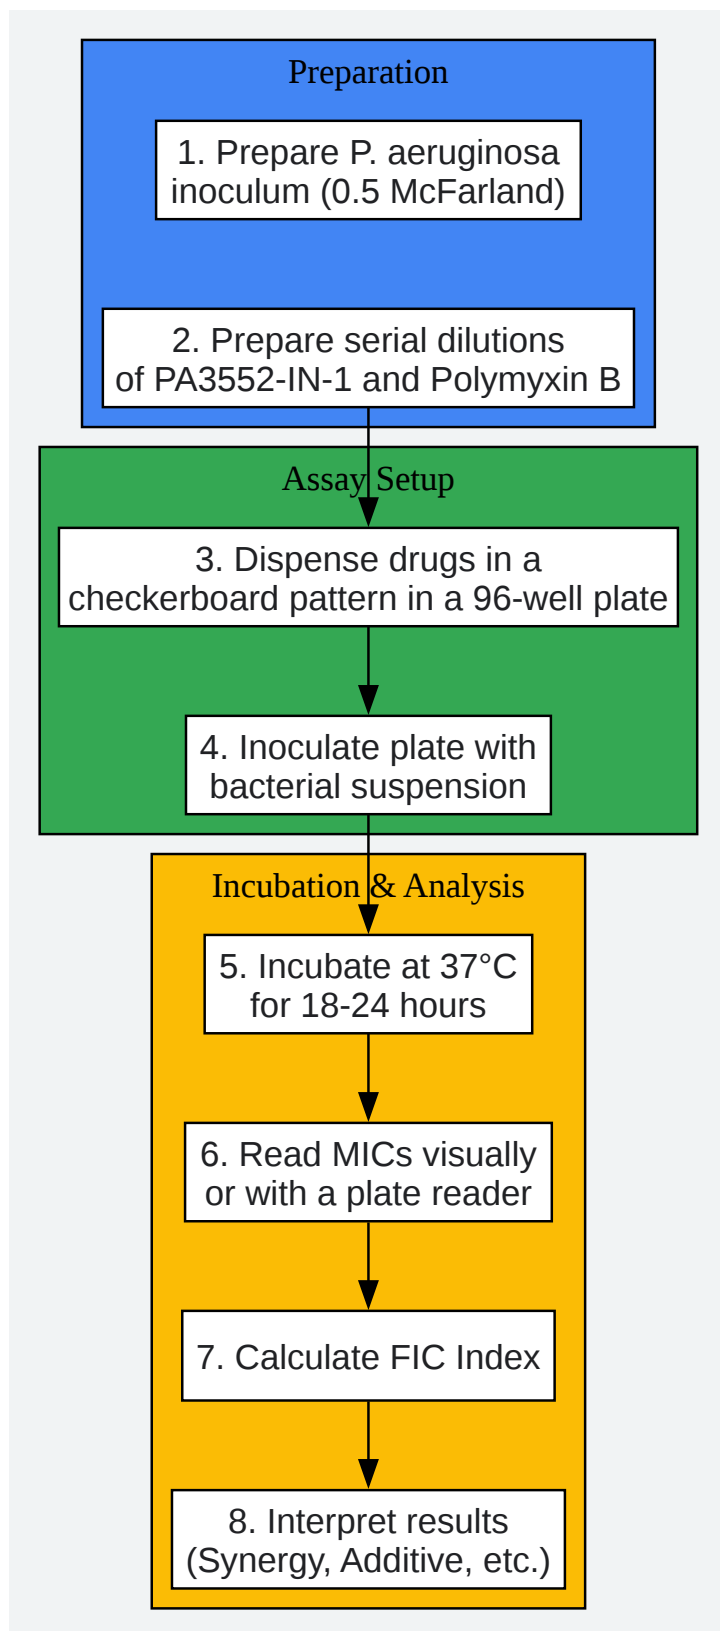 Preparation
1. Prepare P. aeruginosa
inoculum (0.5 McFarland)
2. Prepare serial dilutions
of PA3552-IN-1 and Polymyxin B
Assay Setup
3. Dispense drugs in a
checkerboard pattern in a 96-well plate
4. Inoculate plate with
bacterial suspension
Incubation & Analysis
5. Incubate at 37°C
for 18-24 hours
6. Read MICs visually
or with a plate reader
7. Calculate FIC Index
8. Interpret results
(Synergy, Additive, etc.)